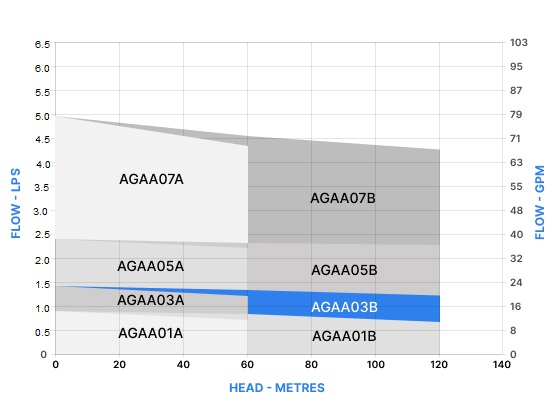 6.5 103
6.0 95
5.5 87
5.0 79
4.5 71
4.0 63
3.5 55
3.0 48
2.5 40
2.0 32
1.5 24
1.0 16
0.5 8
0 0
FLOW - LPS
FLOW - GPM
AGAA07A
AGAA07B
AGAA05A
AGAA05B
AGAA03A
AGAA03B
AGAA01A
AGAA01B
0 20 40 60 80 100 120 140
HEAD - METRES